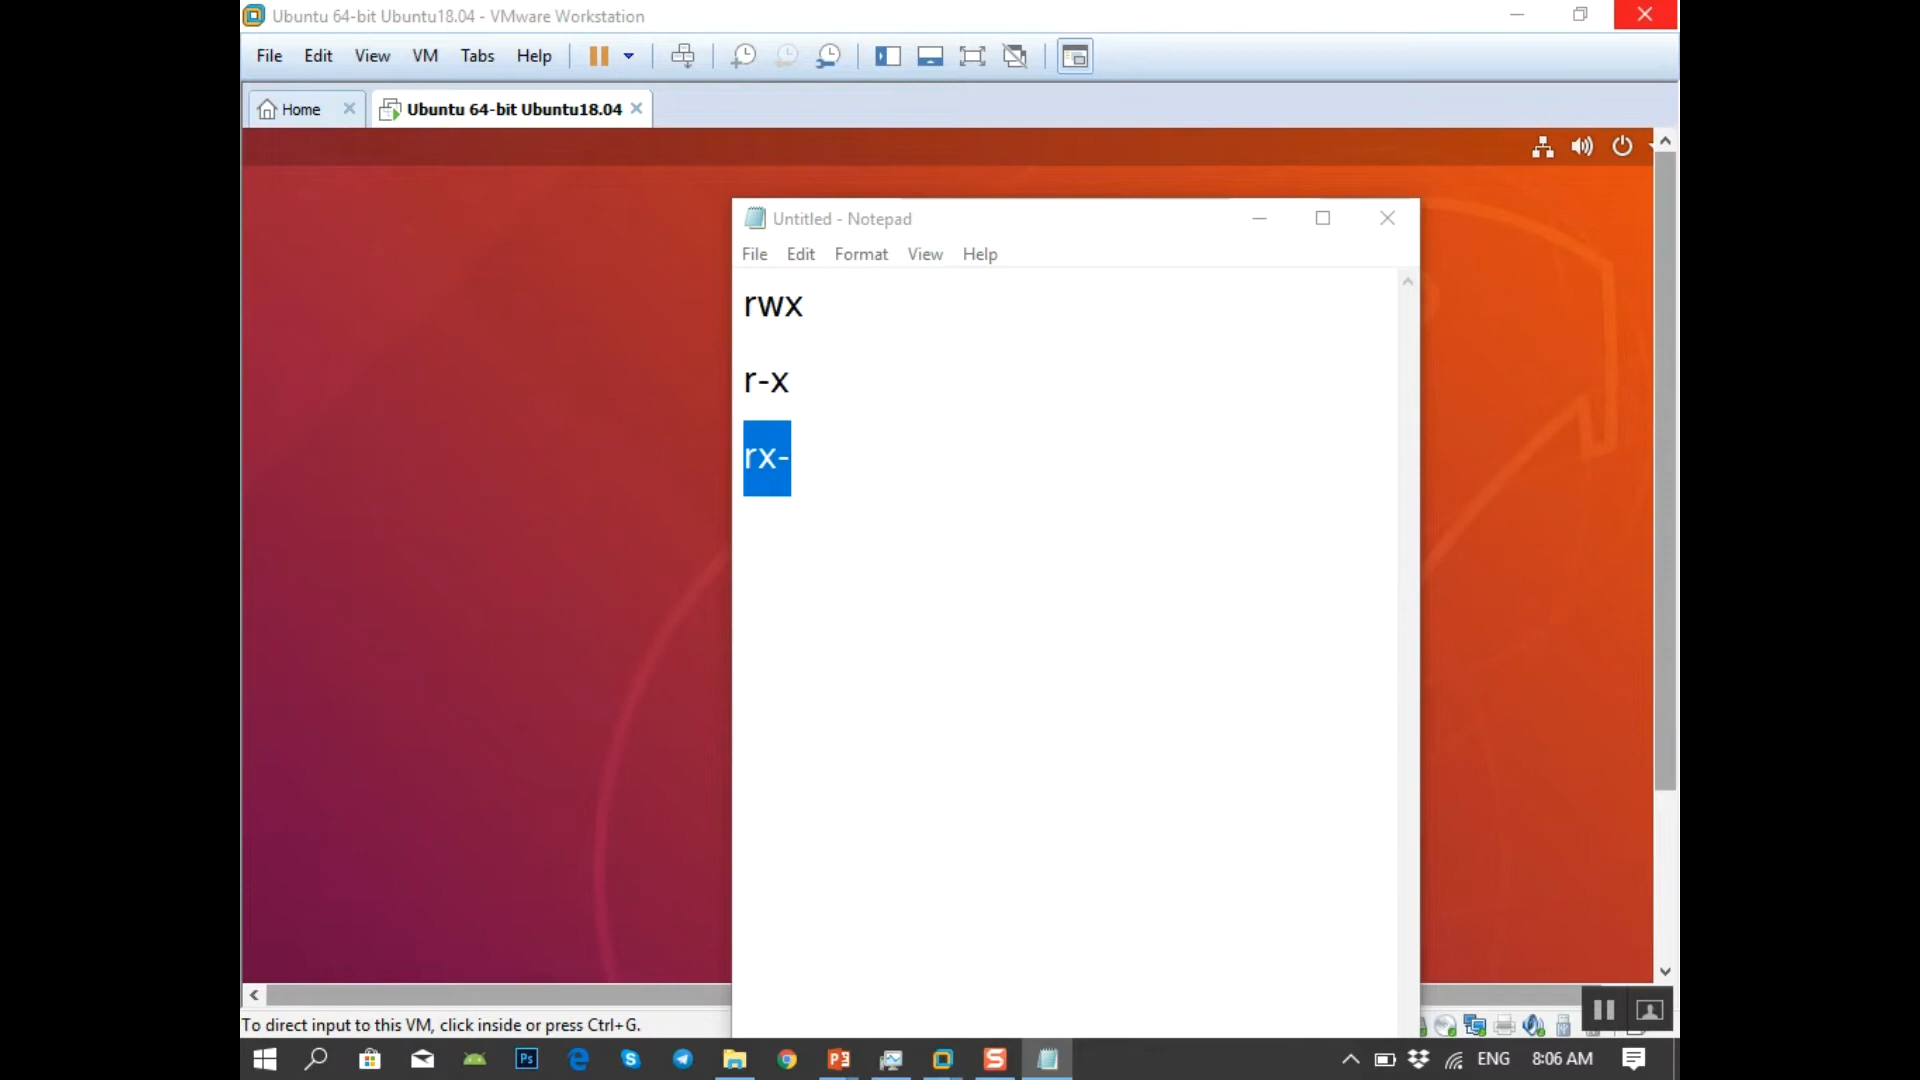 Ubuntu 64-bit Ubuntu18.04 - VMware Workstation
File Edit View VM Tabs Help
Home
Ubuntu 64-bit Ubuntu18.04
Untitled - Notepad
File Edit Format View Help
rwx
r-x
rx-
To direct input to this VM, click inside or press Ctrl+G.
Ps
ENG 8:06 AM